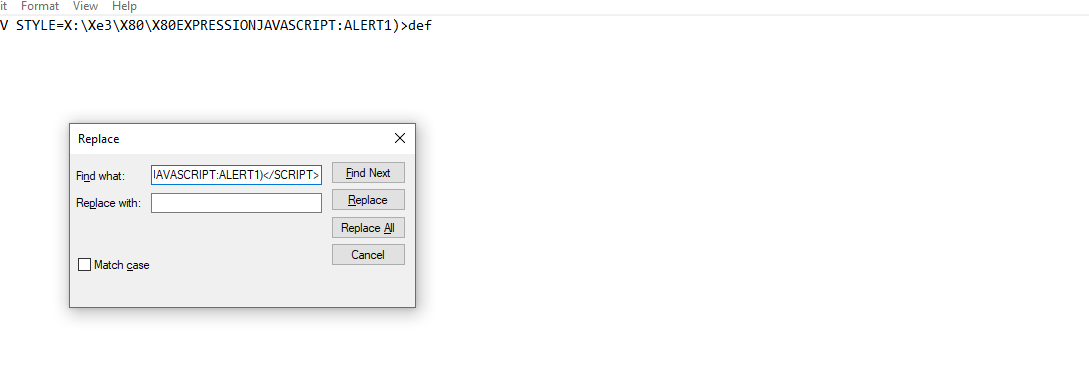 it Format View Help
V STYLE=X:\Xe3\X80\X80EXPRESSIONJAVASCRIPT:ALERT1)>def
Replace
Find what: JAVASCRIPT:ALERT1)</SCRIPT> Find Next
Replace with: Replace
Replace All
Cancel
Match case